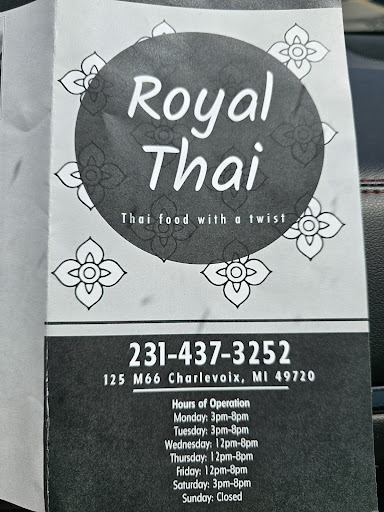 Royal
Thai
Thai food with a twist
231-437-3252
125 M66 Charlevoix, MI 49720
Hours of Operation
Monday: 3pm-8pm
Tuesday: 3pm-8pm
Wednesday: 12pm-8pm
Thursday: 12pm-8pm
Friday: 12pm-8pm
Saturday: 3pm-8pm
Sunday: Closed